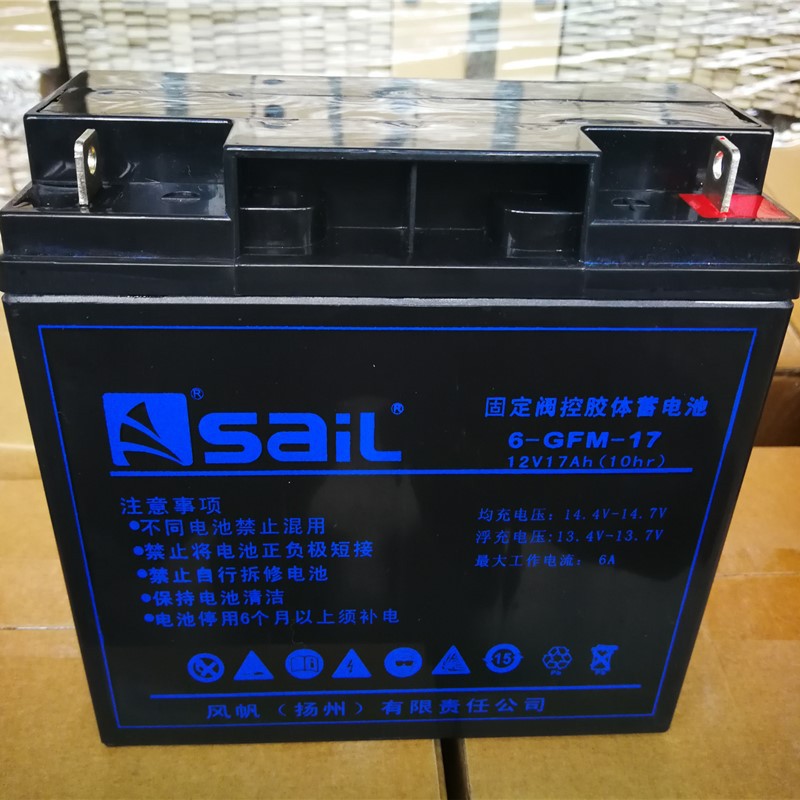 sail®
®
固定阀控胶体蓄电池
6-GFM-17
12V17Ah(10hr)
注意事项
●不同电池禁止混用
●禁止将电池正负极短接
●禁止自行拆修电池
●保持电池清洁
●电池停用6个月以上须补电
均充电压: 14.4V-14.7V
浮充电压: 13.4V-13.7V
最大工作电流: 6A
15
Pb
Pb
风帆（扬州）有限责任公司